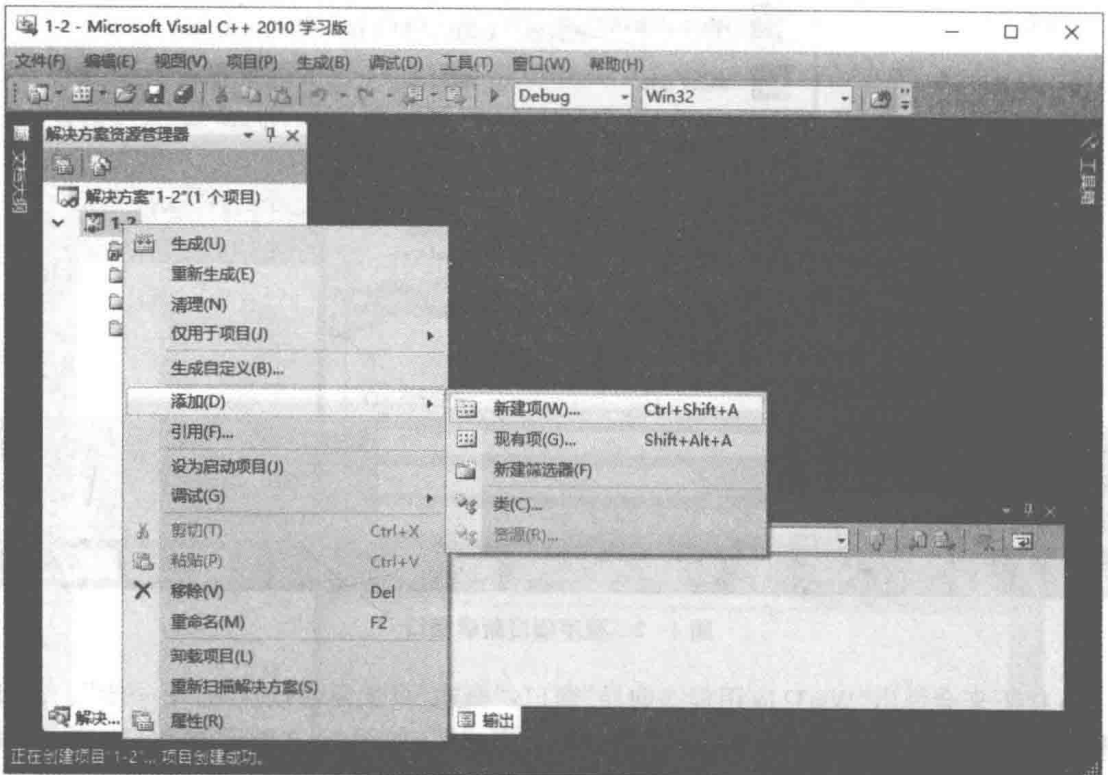 1-2 - Microsoft Visual C++ 2010 学习版
文件(F) 编辑(E) 视图(V) 项目(P) 生成(B) 调试(D) 工具(T) 窗口(W) 帮助(H)
Debug Win32
解决方案资源管理器
文档大纲
工具箱
解决方案"1-2"(1 个项目)
1-2
生成(U)
重新生成(E)
清理(N)
仅用于项目(J)
生成自定义(B)...
添加(D)
引用(F)...
设为启动项目(J)
调试(G)
剪切(T) Ctrl+X
粘贴(P) Ctrl+V
移除(V) Del
重命名(M) F2
卸载项目(L)
重新扫描解决方案(S)
属性(R)
新建项(W)... Ctrl+Shift+A
现有项(G)... Shift+Alt+A
新建筛选器(F)
类(C)...
资源(R)...
解决...
输出
正在创建项目"1-2"... 项目创建成功。